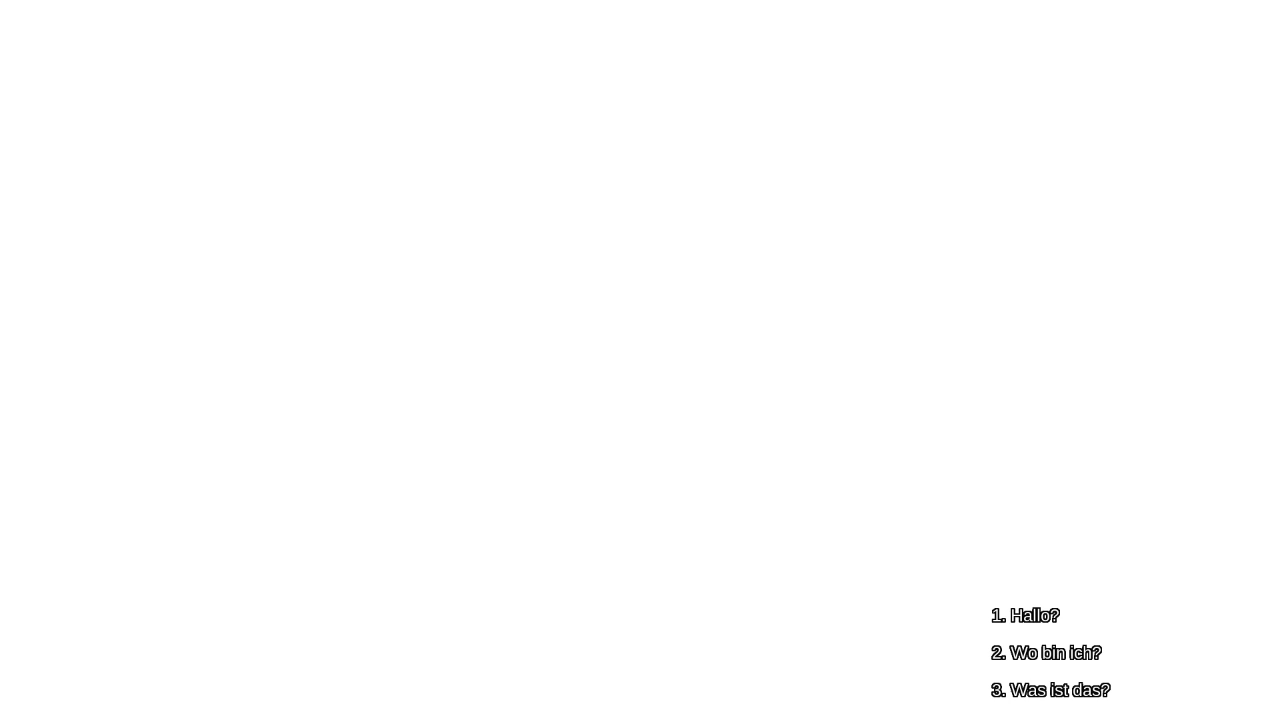 1. Hallo?
2. Wo bin ich?
3. Was ist das?